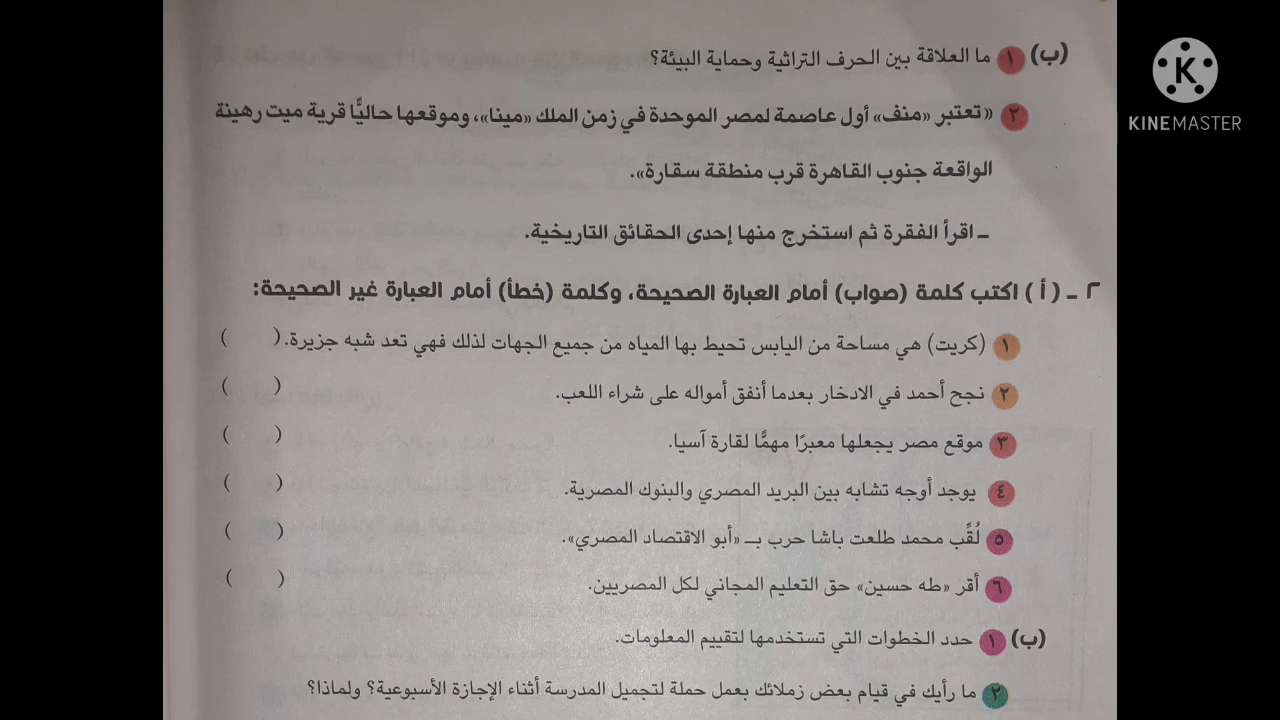 (ب) ١ ما العلاقة بين الحرف التراثية وحماية البيئة؟
٢ «تعتبر «منف» أول عاصمة لمصر الموحدة في زمن الملك «مينا»، وموقعها حاليًّا قرية ميت رهينة
الواقعة جنوب القاهرة قرب منطقة سقارة».
ـ اقرأ الفقرة ثم استخرج منها إحدى الحقائق التاريخية.
٢ ـ (أ) اكتب كلمة (صواب) أمام العبارة الصحيحة، وكلمة (خطأ) أمام العبارة غير الصحيحة:
١ (كريت) هي مساحة من اليابس تحيط بها المياه من جميع الجهات لذلك فهي تعد شبه جزيرة. ( )
٢ نجح أحمد في الادخار بعدما أنفق أمواله على شراء اللعب. ( )
٣ موقع مصر يجعلها معبرًا مهمًّا لقارة آسيا. ( )
٤ يوجد أوجه تشابه بين البريد المصري والبنوك المصرية. ( )
٥ لُقِّب محمد طلعت باشا حرب بـ «أبو الاقتصاد المصري». ( )
٦ أقر «طه حسين» حق التعليم المجاني لكل المصريين. ( )
(ب) ١ حدد الخطوات التي تستخدمها لتقييم المعلومات.
٢ ما رأيك في قيام بعض زملائك بعمل حملة لتجميل المدرسة أثناء الإجازة الأسبوعية؟ ولماذا؟
K
KINEMASTER